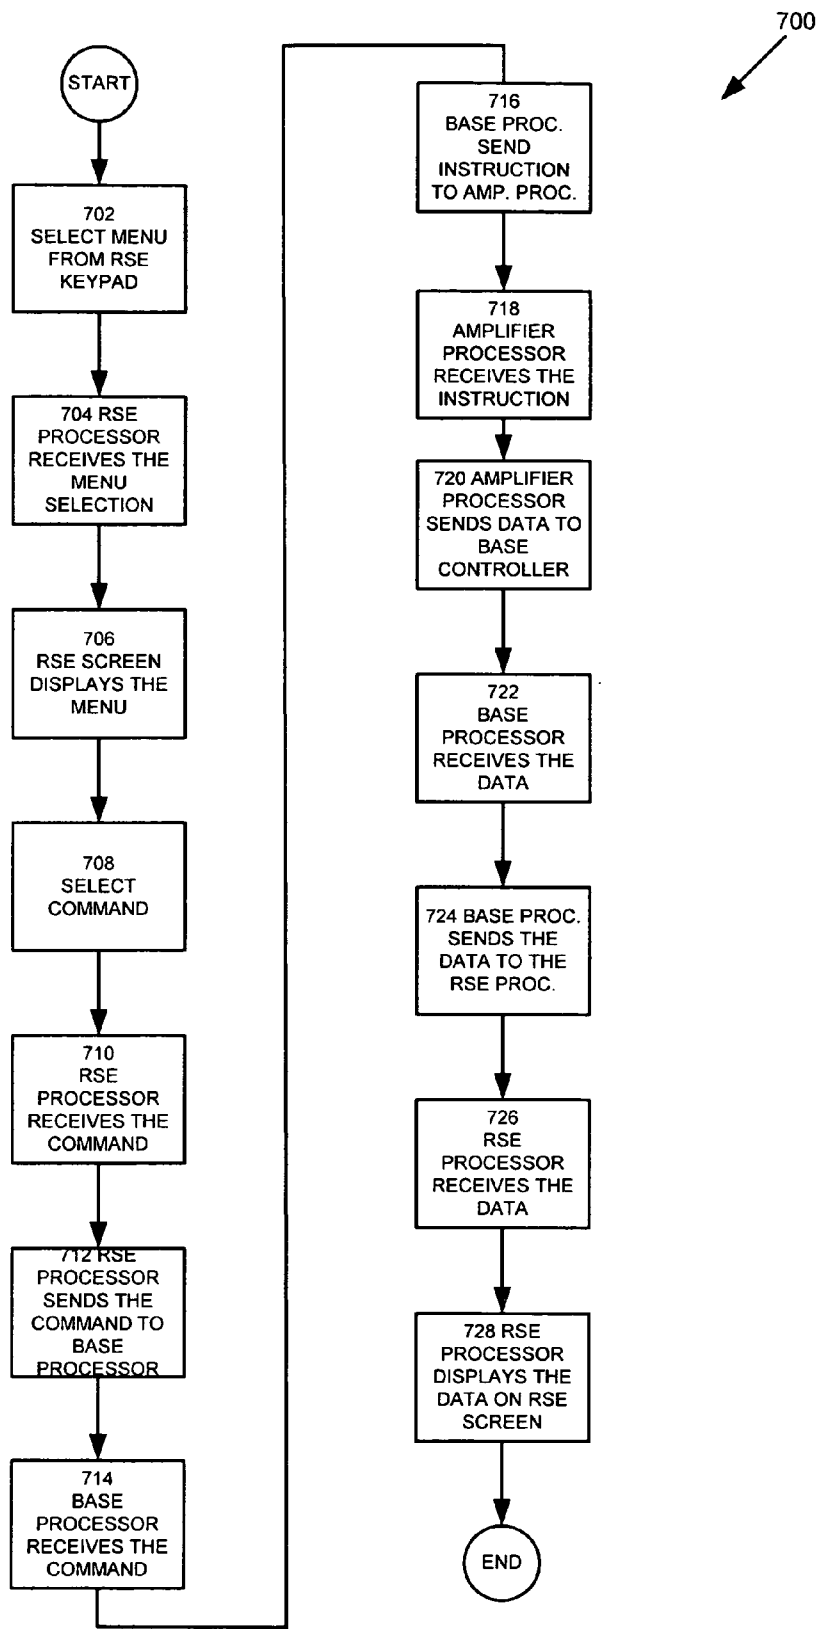 700
START
702
SELECT MENU
FROM RSE
KEYPAD
704 RSE
PROCESSOR
RECEIVES THE
MENU
SELECTION
706
RSE SCREEN
DISPLAYS THE
MENU
708
SELECT
COMMAND
710
RSE
PROCESSOR
RECEIVES THE
COMMAND
712 RSE
PROCESSOR
SENDS THE
COMMAND TO
BASE
PROCESSOR
714
BASE
PROCESSOR
RECEIVES THE
COMMAND
716
BASE PROC.
SEND
INSTRUCTION
TO AMP. PROC.
718
AMPLIFIER
PROCESSOR
RECEIVES THE
INSTRUCTION
720 AMPLIFIER
PROCESSOR
SENDS DATA TO
BASE
CONTROLLER
722
BASE
PROCESSOR
RECEIVES THE
DATA
724 BASE PROC.
SENDS THE
DATA TO THE
RSE PROC.
726
RSE
PROCESSOR
RECEIVES THE
DATA
728 RSE
PROCESSOR
DISPLAYS THE
DATA ON RSE
SCREEN
END